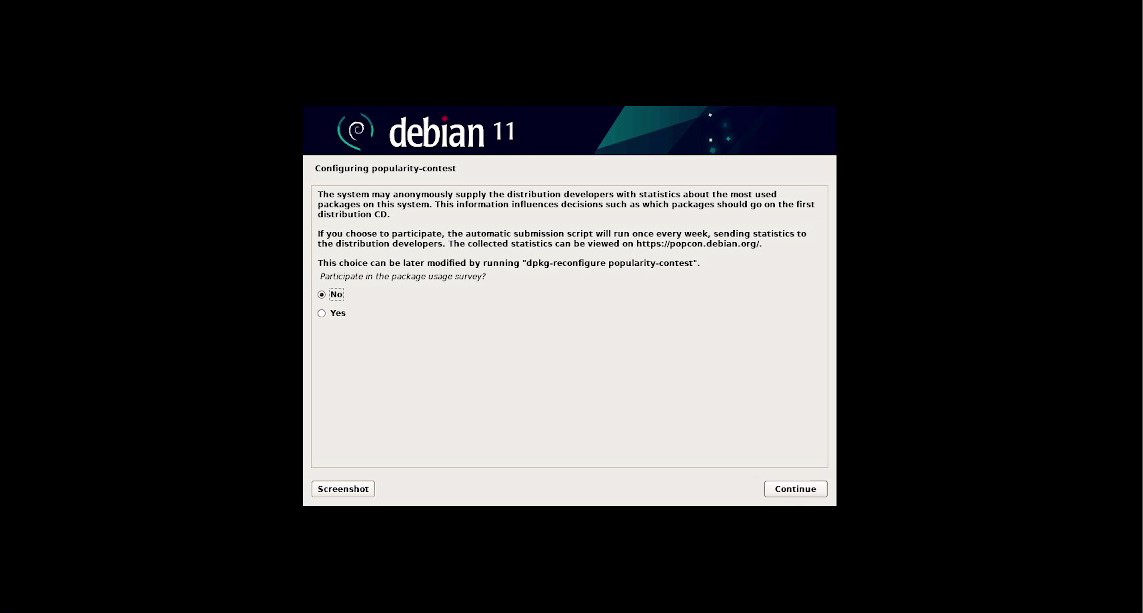 debian 11
Configuring popularity-contest
The system may anonymously supply the distribution developers with statistics about the most used
packages on this system. This information influences decisions such as which packages should go on the first
distribution CD.
If you choose to participate, the automatic submission script will run once every week, sending statistics to
the distribution developers. The collected statistics can be viewed on https://popcon.debian.org/.
This choice can be later modified by running "dpkg-reconfigure popularity-contest".
Participate in the package usage survey?
No
Yes
Screenshot Continue